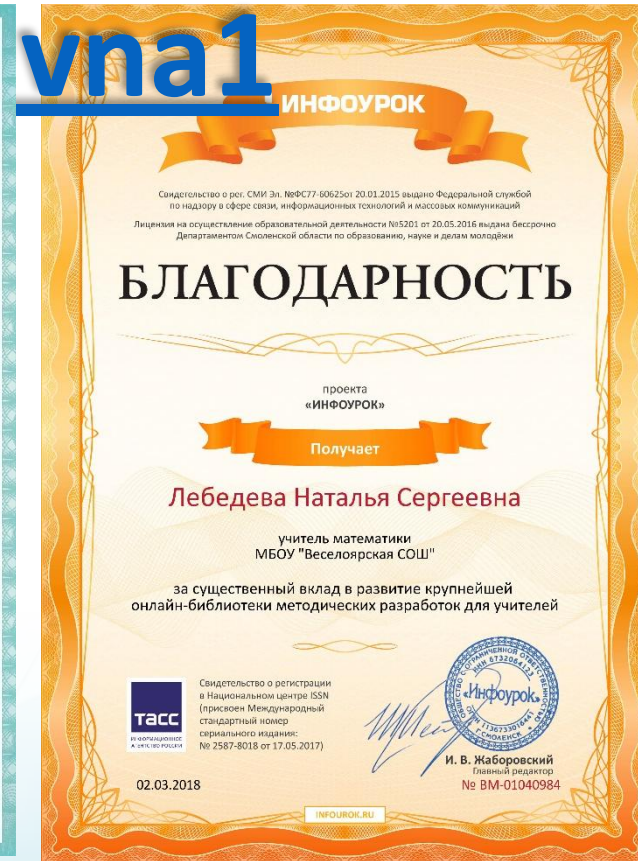 vna1
ИНФОУРОК
Свидетельство о рег. СМИ Эл. №ФС77-60625от 20.01.2015 выдано Федеральной службой
по надзору в сфере связи, информационных технологий и массовых коммуникаций
Лицензия на осуществление образовательной деятельности №5201 от 20.05.2016 выдана бессрочно
Департаментом Смоленской области по образованию, науке и делам молодёжи
БЛАГОДАРНОСТЬ
проекта
«ИНФОУРОК»
Получает
Лебедева Наталья Сергеевна
учитель математики
МБОУ "Веселоярская СОШ"
за существенный вклад в развитие крупнейшей
онлайн-библиотеки методических разработок для учителей
Свидетельство о регистрации
в Национальном центре ISSN
(присвоен Международный
стандартный номер
сериального издания:
№ 2587-8018 от 17.05.2017)
ТАСС
ИНФОРМАЦИОННОЕ
АГЕНТСТВО РОССИИ
«Инфоурок»
И. В. Жаборовский
Главный редактор
02.03.2018
№ ВМ-01040984
INFOUROK.RU